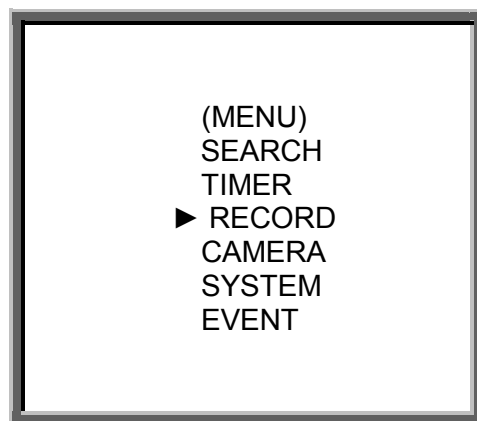 (MENU)
SEARCH
TIMER
► RECORD
CAMERA
SYSTEM
EVENT